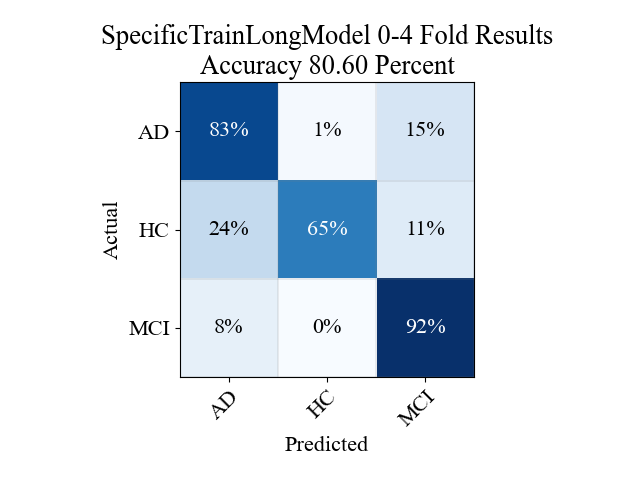 SpecificTrainLongModel 0-4 Fold Results
Accuracy 80.60 Percent
AD 83% 1% 15%
HC 24% 65% 11%
MCI 8% 0% 92%
Actual
AD HC MCI
Predicted